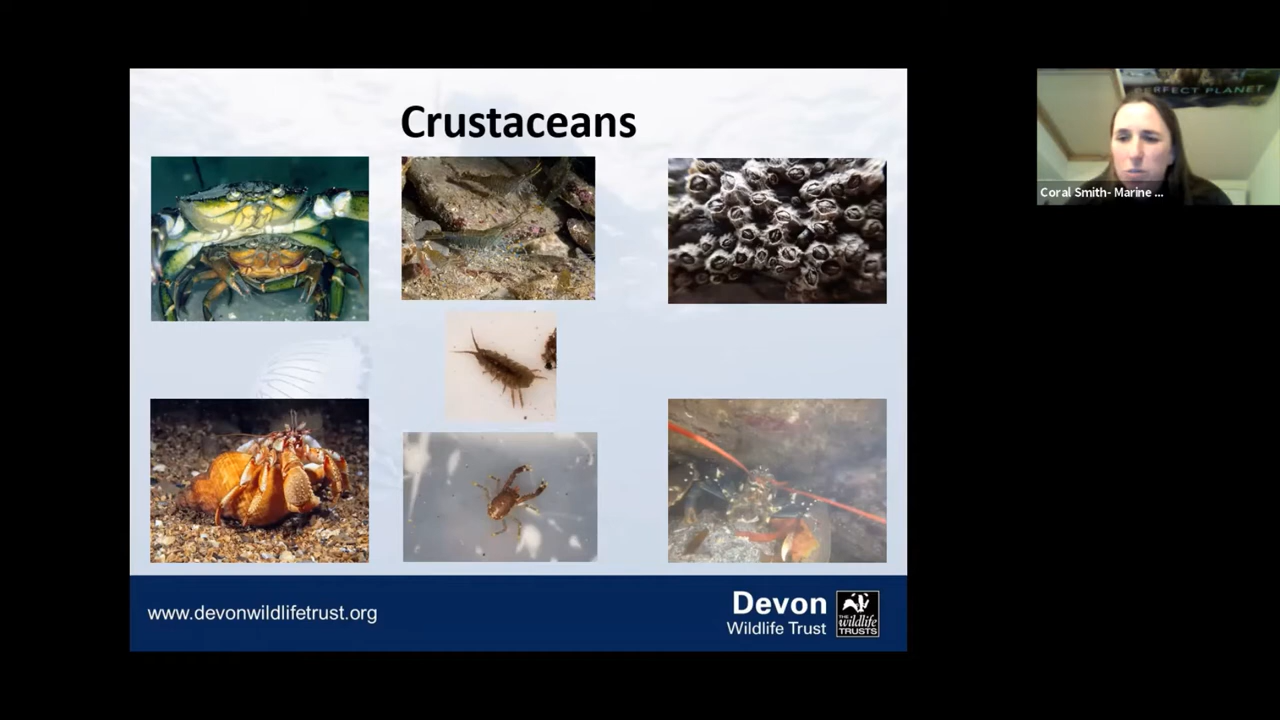 Crustaceans
PERFECT PLANET
Coral Smith- Marine ...
www.devonwildlifetrust.org
Devon
Wildlife Trust
THE
wildlife
TRUSTS